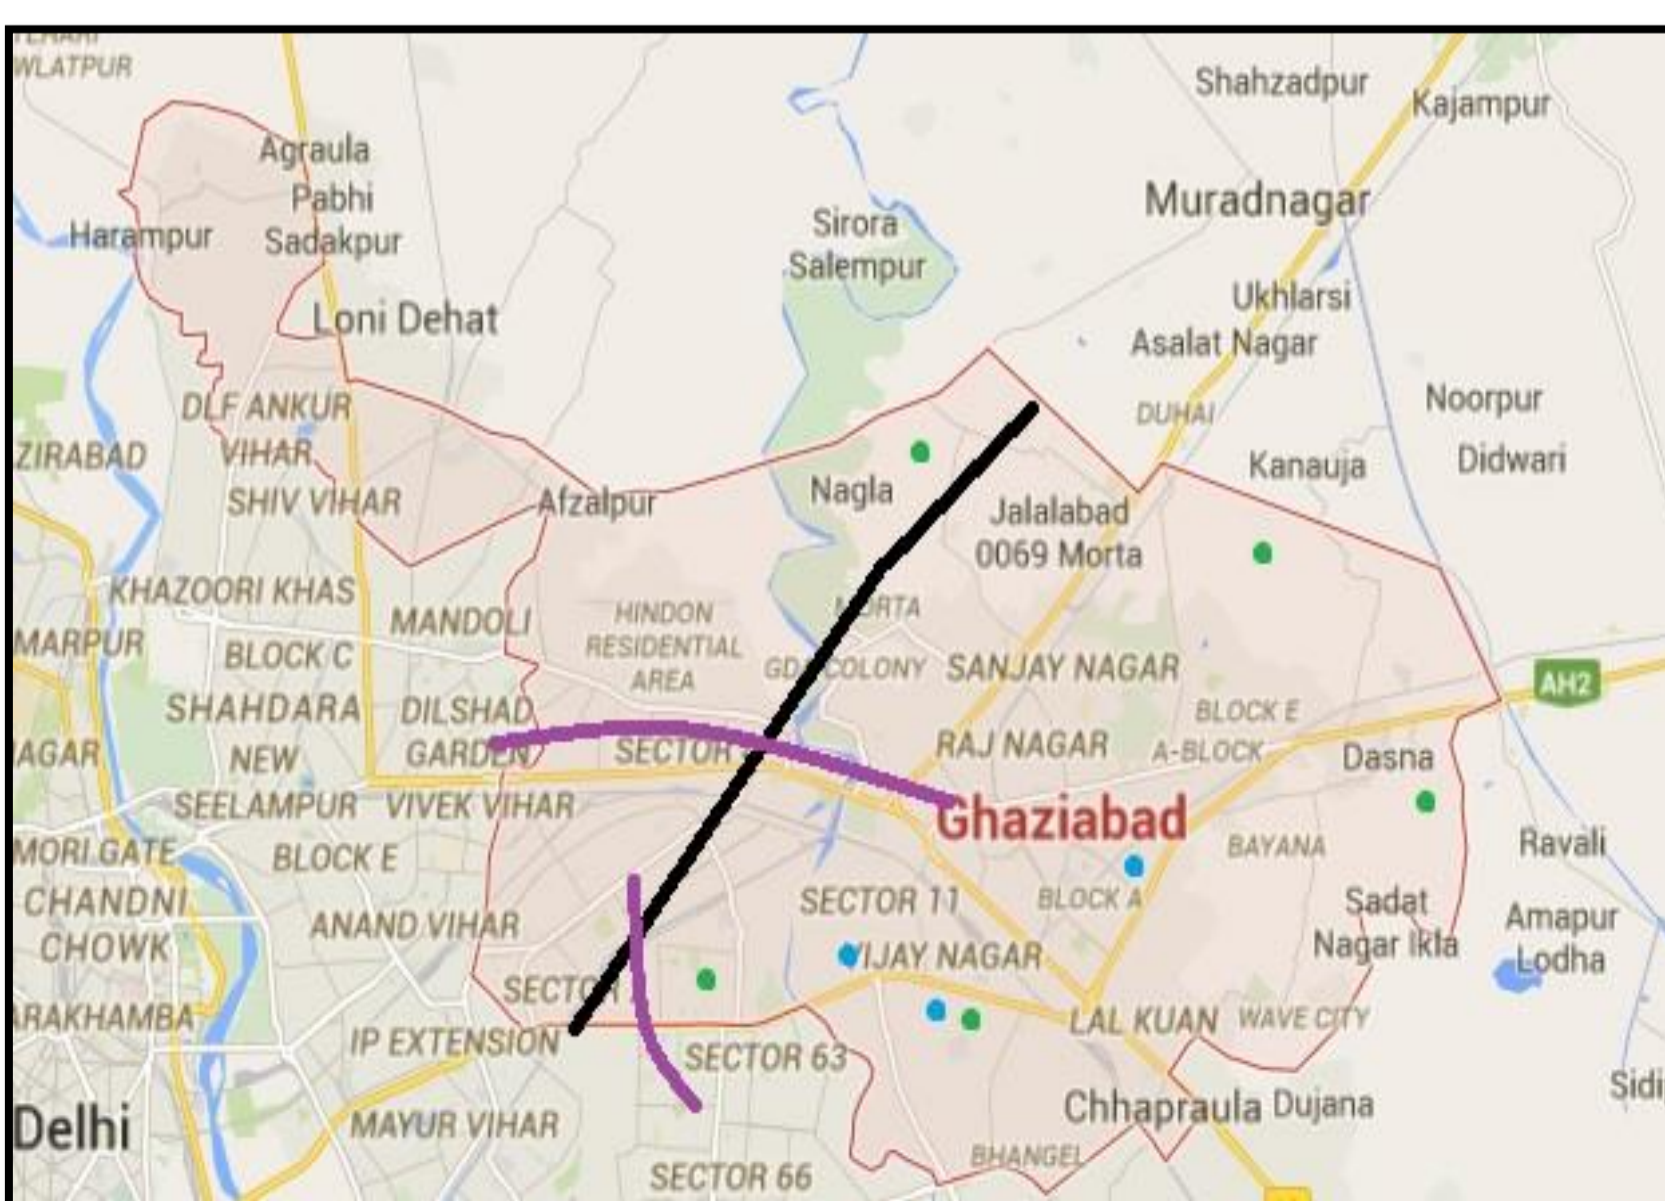 WLATPUR
Shahzadpur
Kajampur
Agraula
Pabhi
Sadakpur
Harampur
Muradnagar
Sirora
Salempur
Ukhlarsi
Loni Dehat
Asalat Nagar
DLF ANKUR
VIHAR
DUHAI
Noorpur
ZIRABAD
Kanauja
Didwari
SHIV VIHAR
Afzalpur
Nagla
Jalalabad
0069 Morta
KHAZOORI KHAS
MANDOLI
HINDON
RESIDENTIAL
AREA
MORTA
MARPUR
BLOCK C
GDA COLONY
SANJAY NAGAR
AH2
SHAHDARA
DILSHAD
GARDEN
BLOCK E
NAGAR
NEW
SEELAMPUR
SECTOR
RAJ NAGAR
A-BLOCK
Dasna
VIVEK VIHAR
Ghaziabad
MORI GATE
BLOCK E
BAYANA
Ravali
CHANDNI
CHOWK
ANAND VIHAR
SECTOR 11
BLOCK A
Sadat
Nagar Ikla
Amapur
Lodha
VIJAY NAGAR
SECTOR
ARAKHAMBA
IP EXTENSION
SECTOR 63
LAL KUAN
WAVE CITY
Sidi
Delhi
MAYUR VIHAR
Chhapraula
Dujana
BHANGEL
SECTOR 66